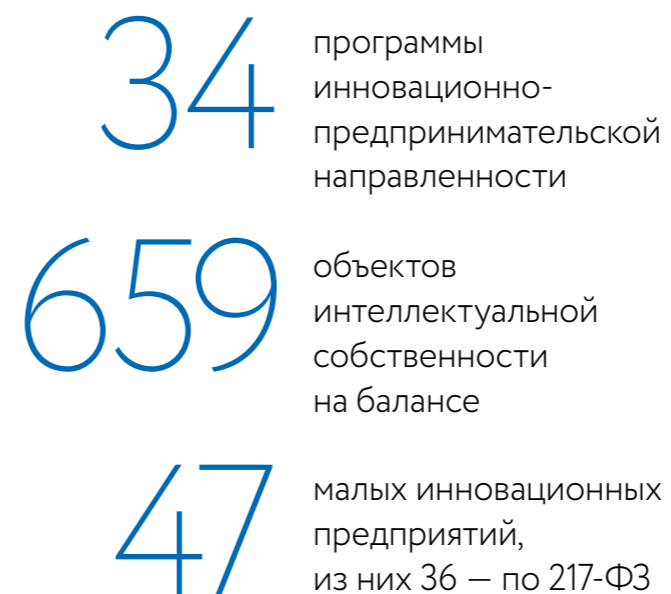 34
программы
инновационно-
предпринимательской
направленности
659
объектов
интеллектуальной
собственности
на балансе
47
малых инновационных
предприятий,
из них 36 — по 217-ФЗ